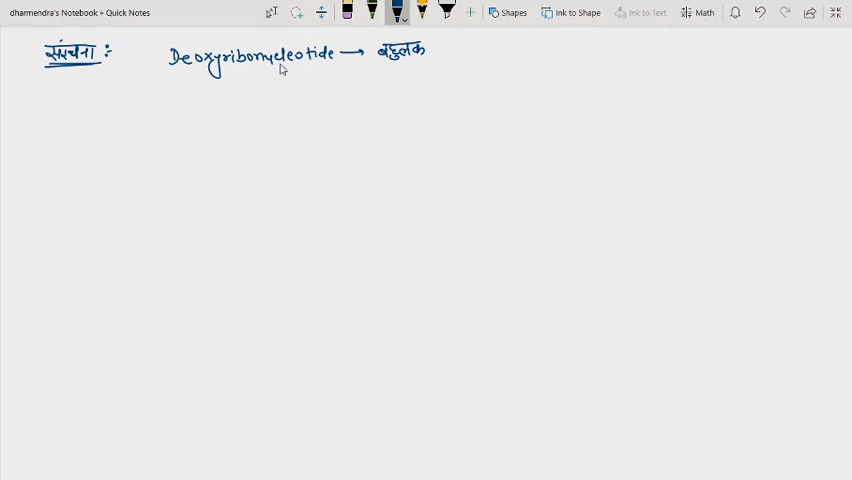 dharmendra's Notebook » Quick Notes
Shapes
Ink to Shape
Ink to Text
Math
संरचना : Deoxyribonucleotide → बहुलक